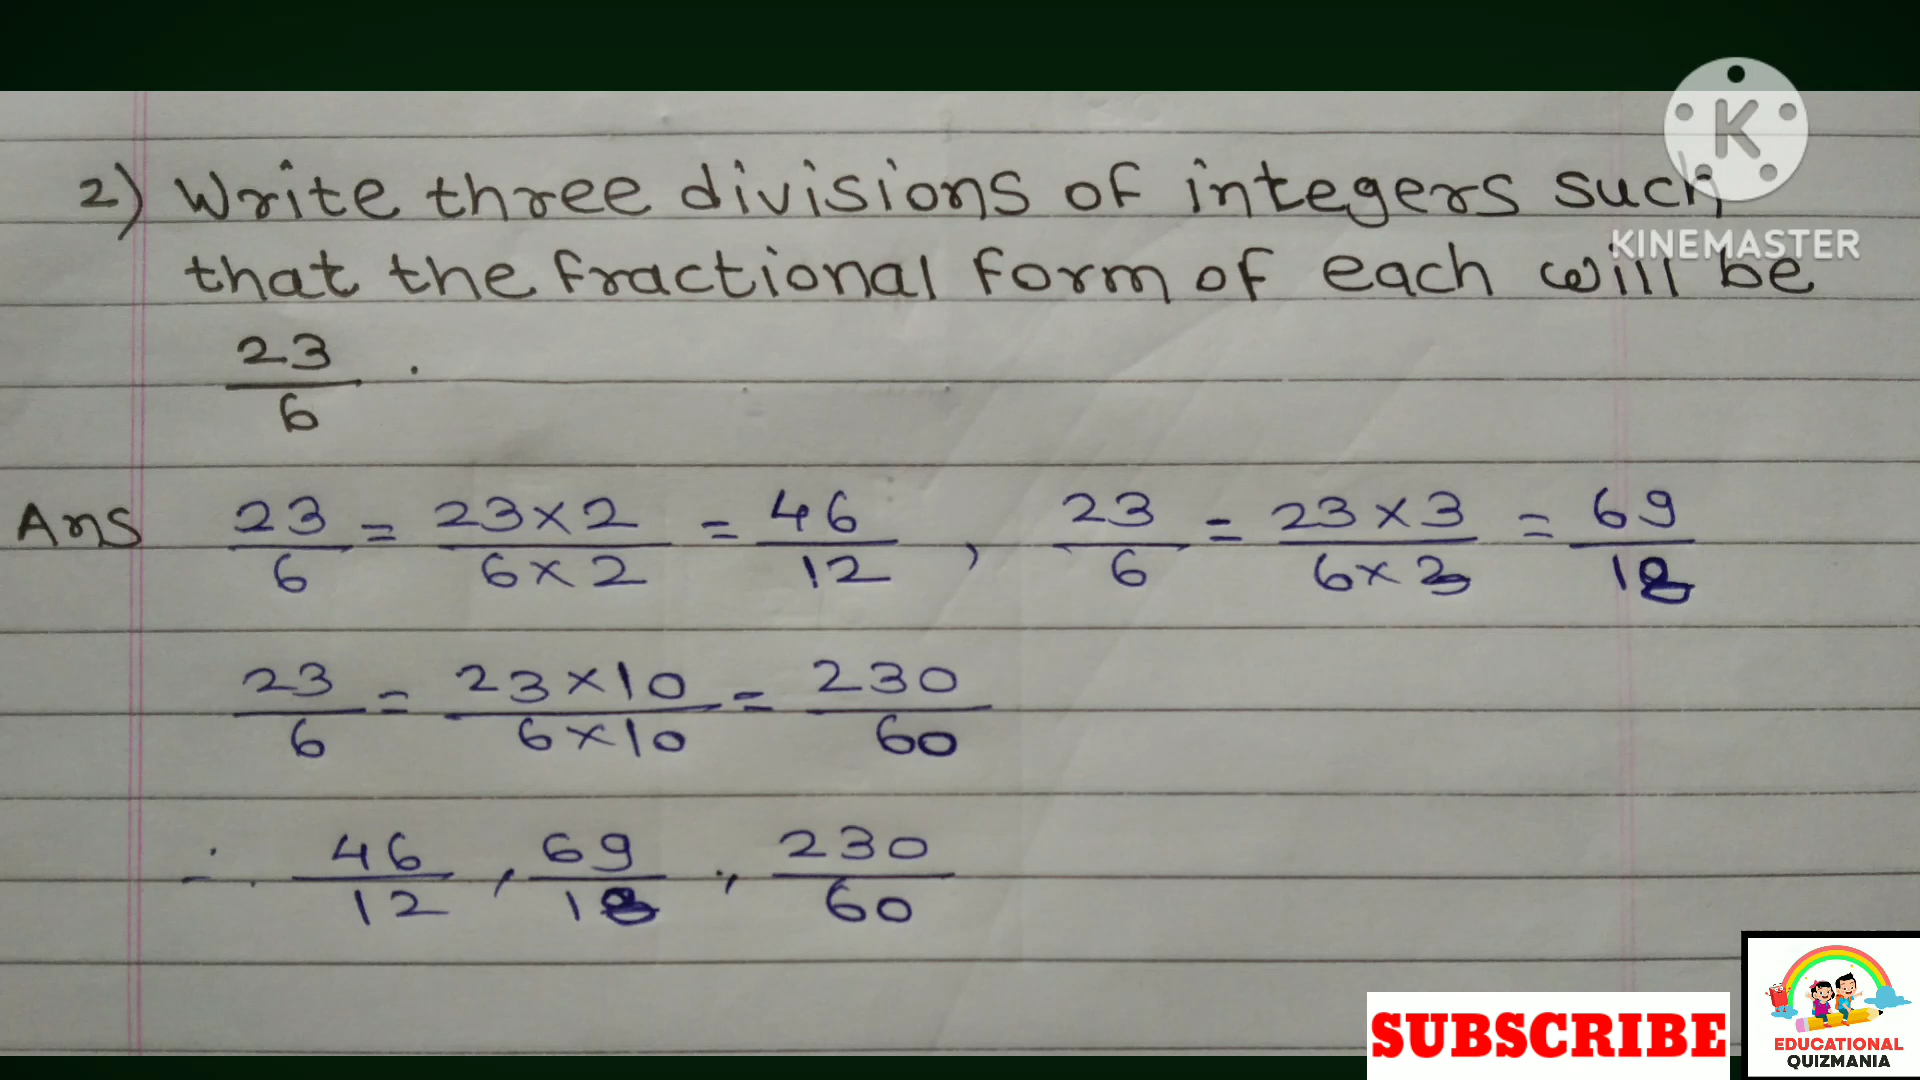 K
KINEMASTER
2) Write three divisions of integers such
that the fractional form of each will be
23/6 .
Ans 23/6 = 23×2/6×2 = 46/12 , 23/6 = 23×3/6×3 = 69/18
23/6 = 23×10/6×10 = 230/60
∴ 46/12 , 69/18 , 230/60
SUBSCRIBE
EDUCATIONAL
QUIZMANIA